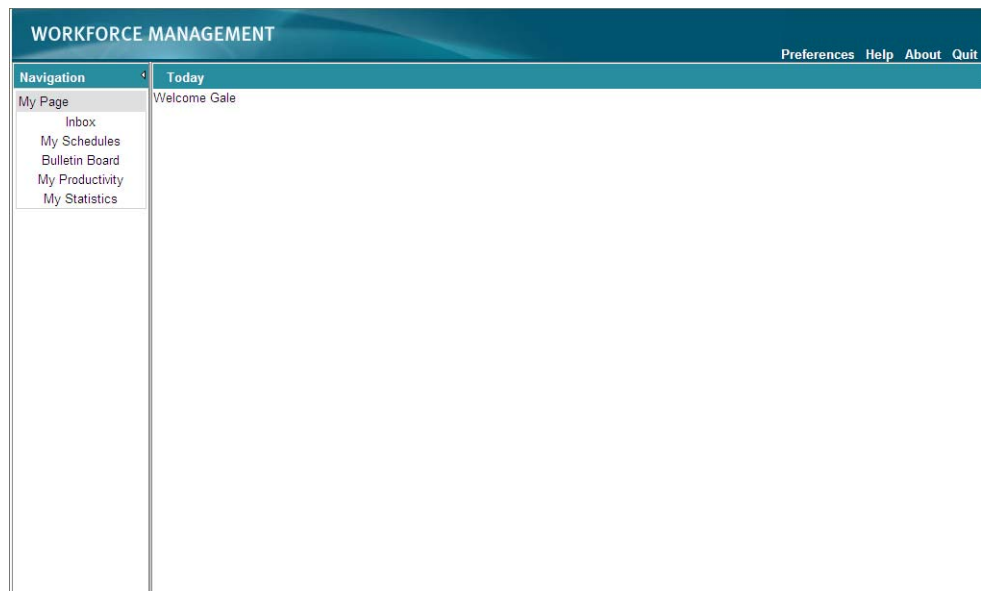 WORKFORCE MANAGEMENT
Preferences Help About Quit
Navigation
Today
My Page
Welcome Gale
Inbox
My Schedules
Bulletin Board
My Productivity
My Statistics